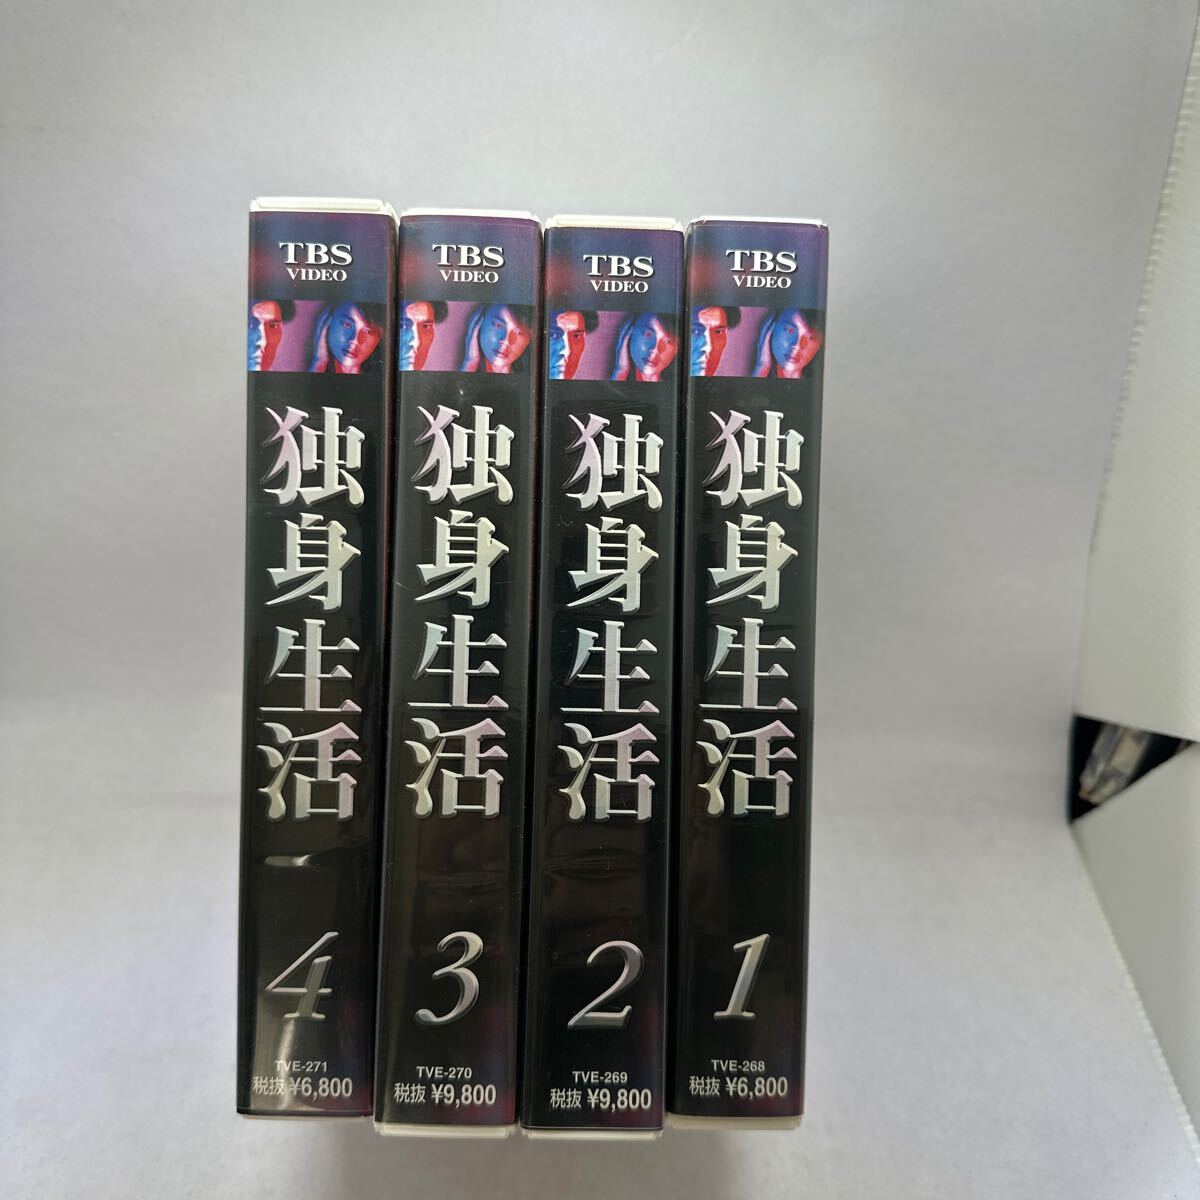 TBS
VIDEO
独身生活
4
TVE-271
税抜 ¥6,800
TBS
VIDEO
独身生活
3
TVE-270
税抜 ¥9,800
TBS
VIDEO
独身生活
2
TVE-269
税抜 ¥9,800
TBS
VIDEO
独身生活
1
TVE-268
税抜 ¥6,800